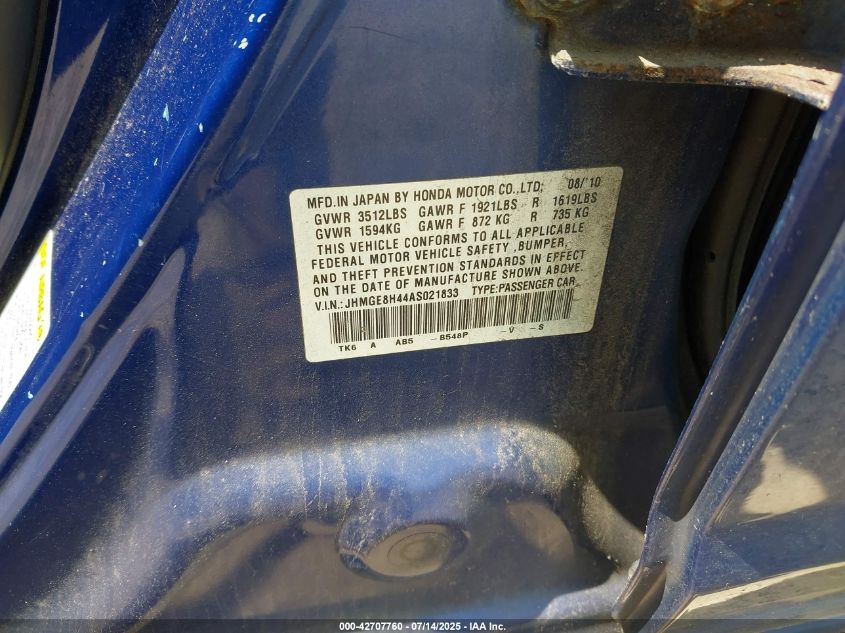 MFD.IN JAPAN BY HONDA MOTOR CO.,LTD; 08/'10
GVWR 3512LBS GAWR F 1921LBS R 1619LBS
GVWR 1594KG GAWR F 872 KG R 735 KG
THIS VEHICLE CONFORMS TO ALL APPLICABLE
FEDERAL MOTOR VEHICLE SAFETY ,BUMPER,
AND THEFT PREVENTION STANDARDS IN EFFECT
ON THE DATE OF MANUFACTURE SHOWN ABOVE.
V.I.N.:JHMGE8H44AS021833 TYPE:PASSENGER CAR
TK6 A AB5 -B548P -V -S
000-42707760 - 07/14/2025 - IAA Inc.